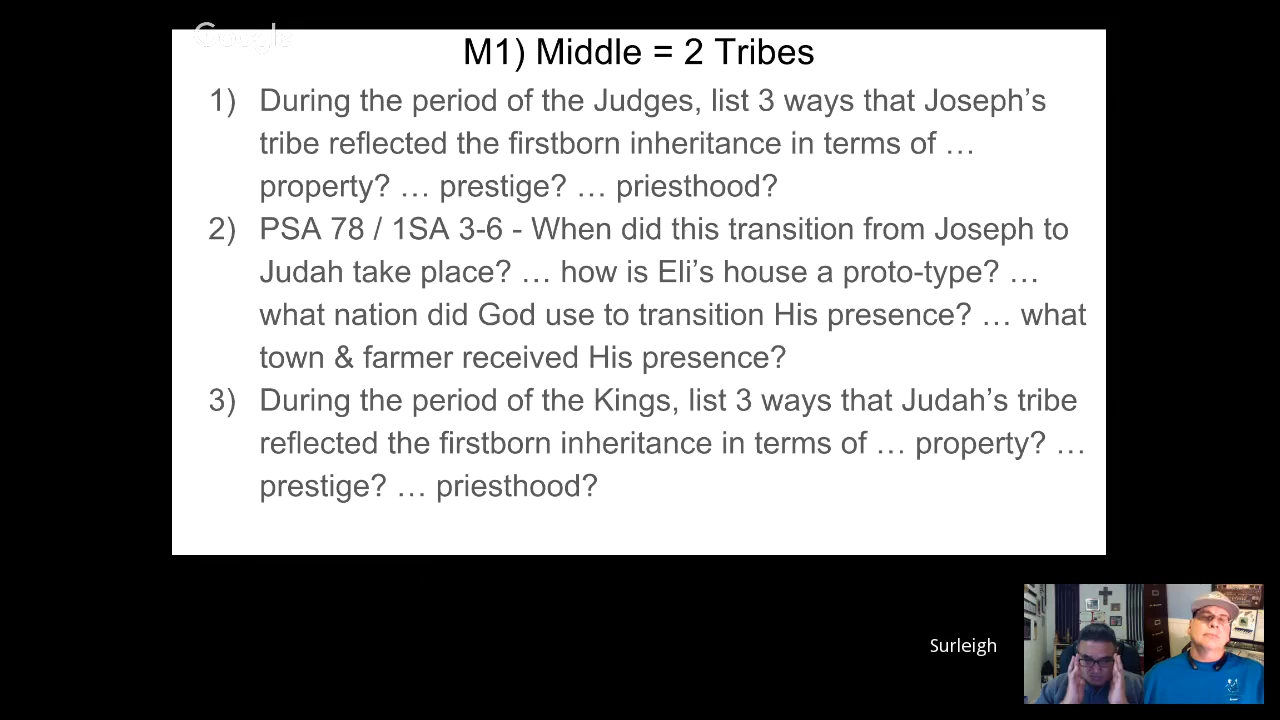 Google
M1) Middle = 2 Tribes
1) During the period of the Judges, list 3 ways that Joseph’s
tribe reflected the firstborn inheritance in terms of …
property? … prestige? … priesthood?
2) PSA 78 / 1SA 3-6 - When did this transition from Joseph to
Judah take place? … how is Eli’s house a proto-type? …
what nation did God use to transition His presence? … what
town & farmer received His presence?
3) During the period of the Kings, list 3 ways that Judah’s tribe
reflected the firstborn inheritance in terms of … property? …
prestige? … priesthood?
Surleigh